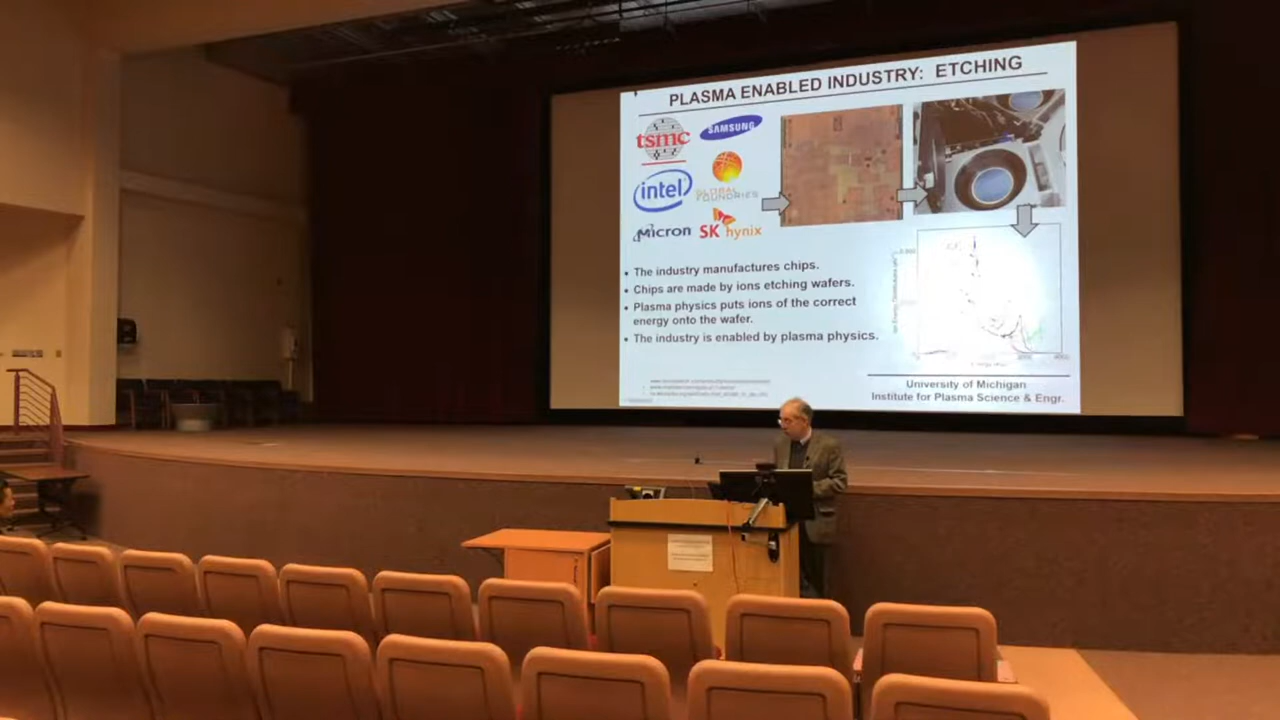 PLASMA ENABLED INDUSTRY: ETCHING
tsmc
SAMSUNG
intel
GLOBAL
FOUNDRIES
Micron
SK hynix
• The industry manufactures chips.
• Chips are made by ions etching wafers.
• Plasma physics puts ions of the correct
energy onto the wafer.
• The industry is enabled by plasma physics.
University of Michigan
Institute for Plasma Science & Engr.